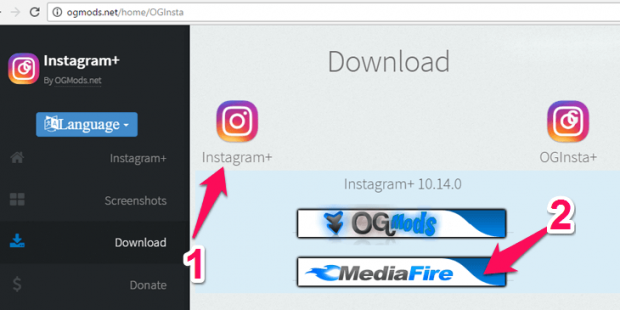 ogmods.net/home/OGInsta
Instagram+
By OGMods.net
Language
Instagram+
Screenshots
Download
Donate
Download
Instagram+
OGInsta+
Instagram+ 10.14.0
OGmods
MediaFire
1
2